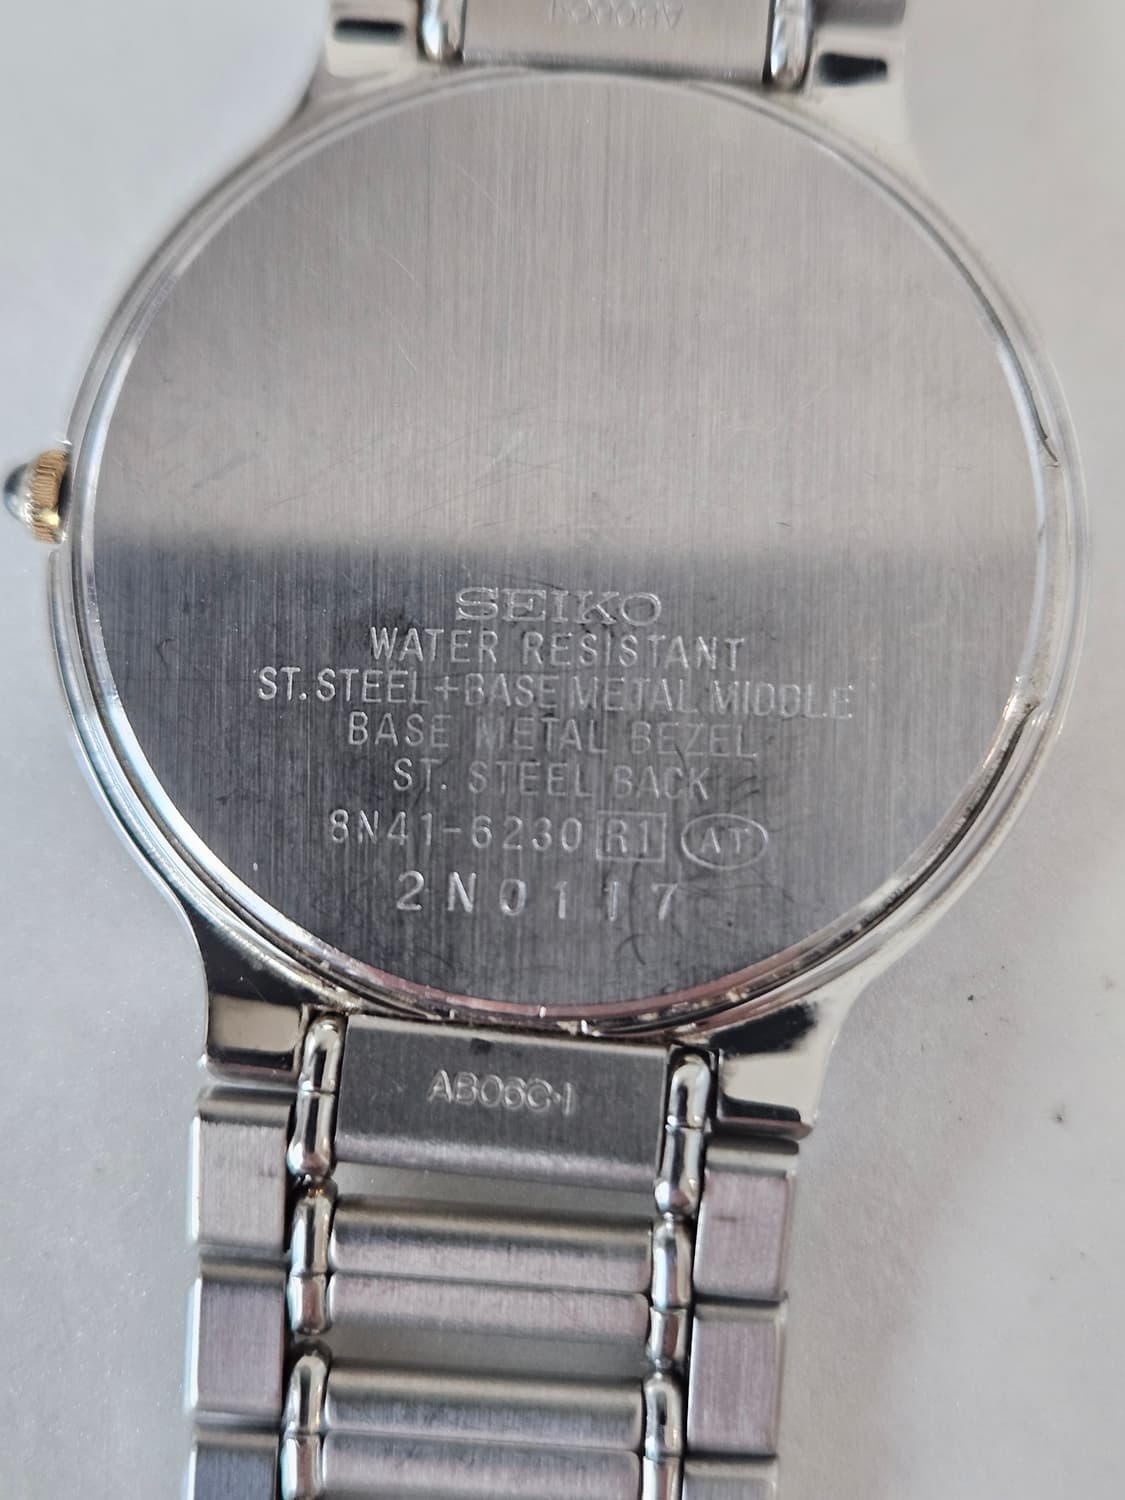 SEIKO
WATER RESISTANT
ST.STEEL+BASE METAL MIDDLE
BASE METAL BEZEL
ST. STEEL BACK
8N41-6230 R1 AT
2N0117